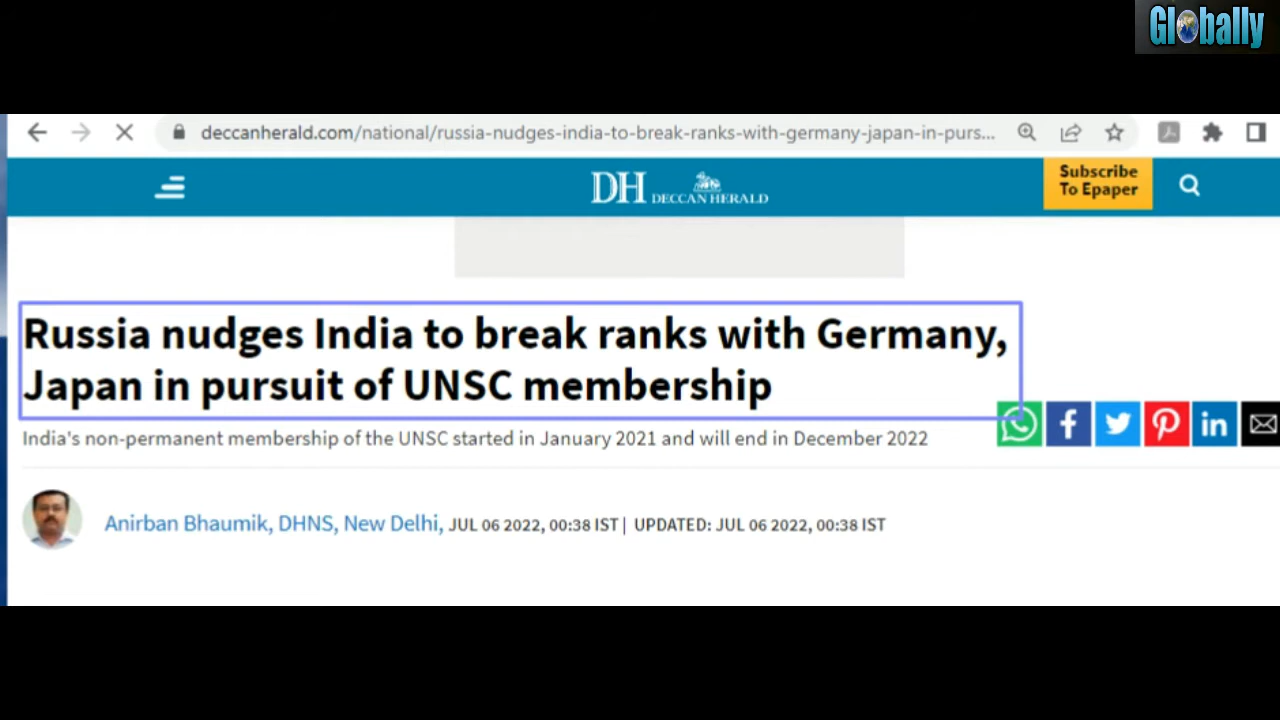 Globally
deccanherald.com/national/russia-nudges-india-to-break-ranks-with-germany-japan-in-purs...
DH DECCAN HERALD
Subscribe
To Epaper
Russia nudges India to break ranks with Germany,
Japan in pursuit of UNSC membership
India's non-permanent membership of the UNSC started in January 2021 and will end in December 2022
Anirban Bhaumik, DHNS, New Delhi, JUL 06 2022, 00:38 IST | UPDATED: JUL 06 2022, 00:38 IST